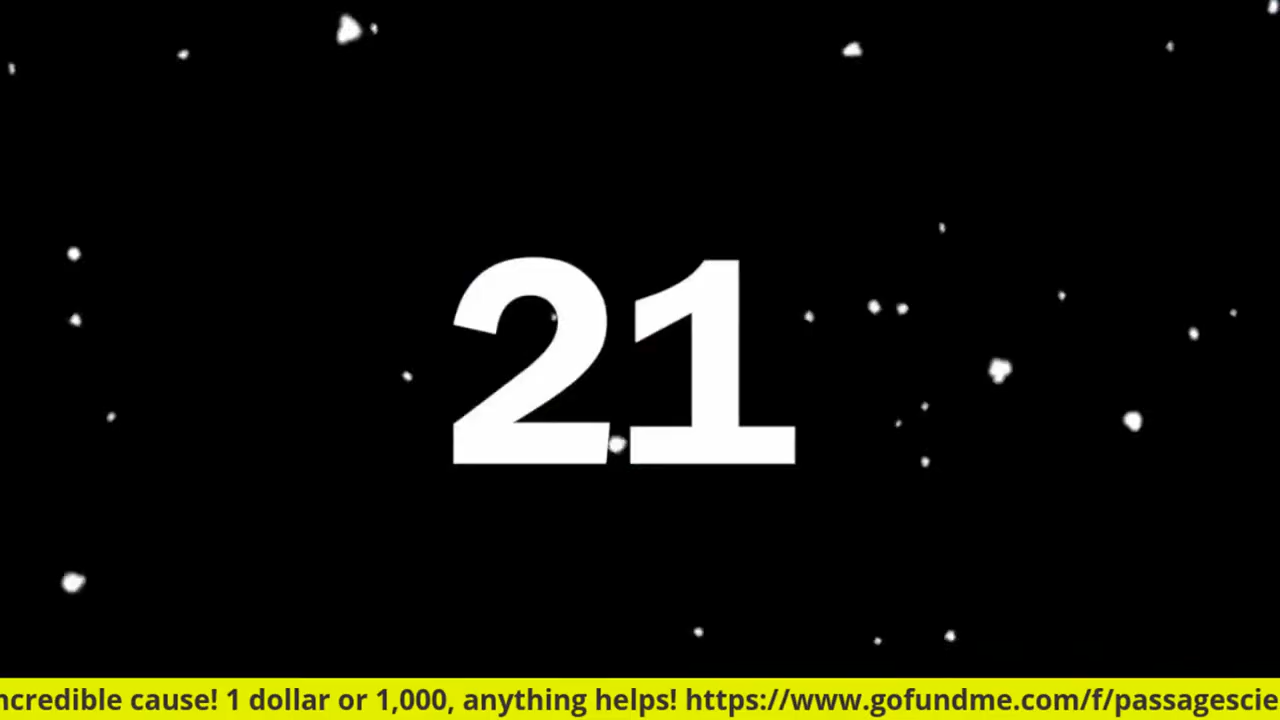 21
ncredible cause! 1 dollar or 1,000, anything helps! https://www.gofundme.com/f/passagescie